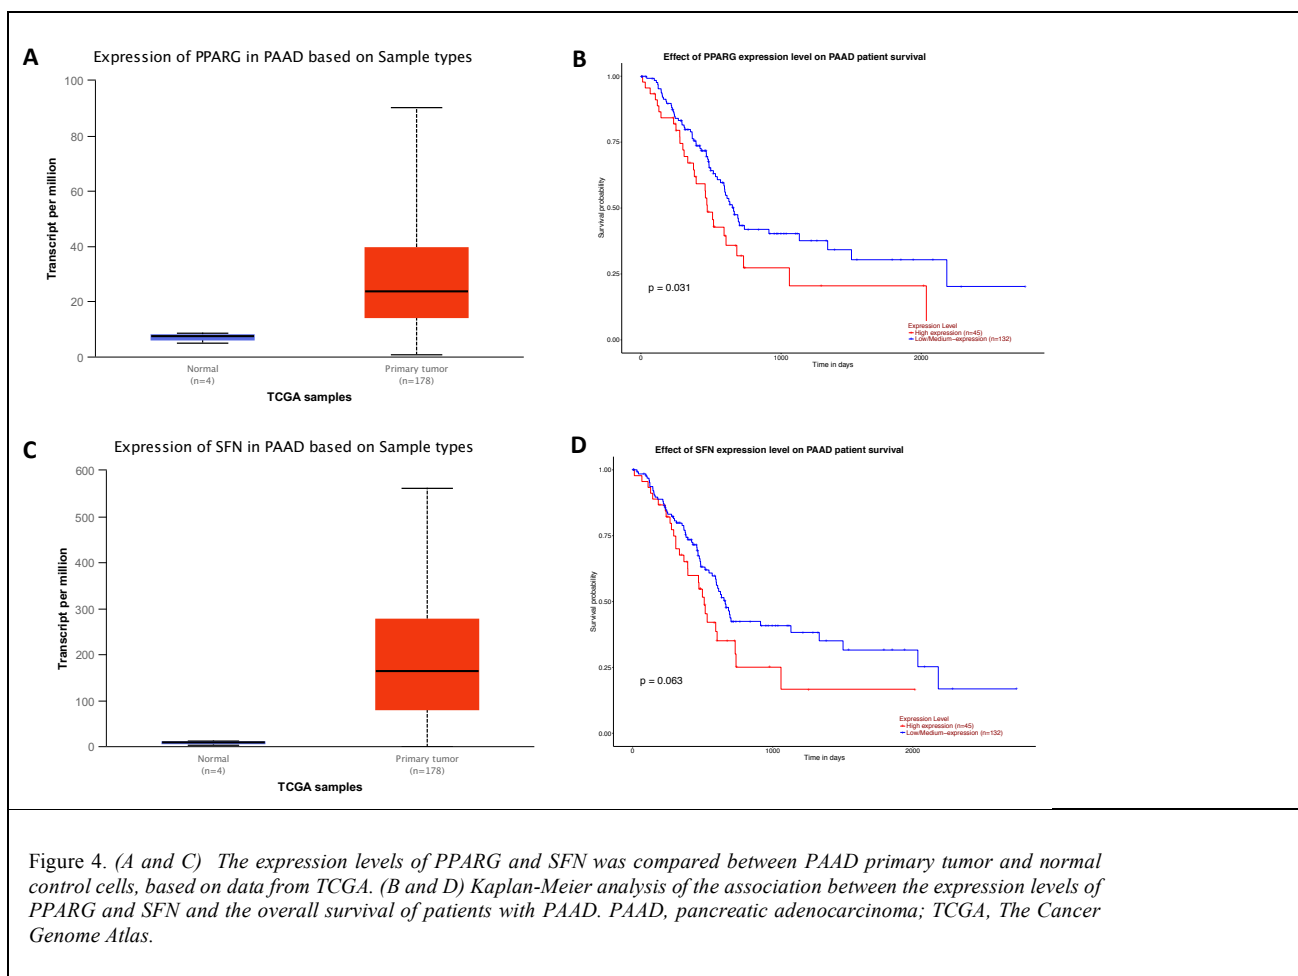 A
Expression of PPARG in PAAD based on Sample types
Transcript per million
100
80
60
40
20
0
Normal
(n=4)
Primary tumor
(n=178)
TCGA samples
B
Effect of PPARG expression level on PAAD patient survival
Survival probability
1.00
0.75
0.50
0.25
0.00
p = 0.031
Expression Level
High expression (n=45)
Low/Medium-expression (n=132)
0
1000
2000
Time in days
C
Expression of SFN in PAAD based on Sample types
Transcript per million
600
500
400
300
200
100
0
Normal
(n=4)
Primary tumor
(n=178)
TCGA samples
D
Effect of SFN expression level on PAAD patient survival
Survival probability
1.00
0.75
0.50
0.25
0.00
p = 0.063
Expression Level
High expression (n=45)
Low/Medium-expression (n=132)
0
1000
2000
Time in days
Figure 4. (A and C) The expression levels of PPARG and SFN was compared between PAAD primary tumor and normal
control cells, based on data from TCGA. (B and D) Kaplan-Meier analysis of the association between the expression levels of
PPARG and SFN and the overall survival of patients with PAAD. PAAD, pancreatic adenocarcinoma; TCGA, The Cancer
Genome Atlas.